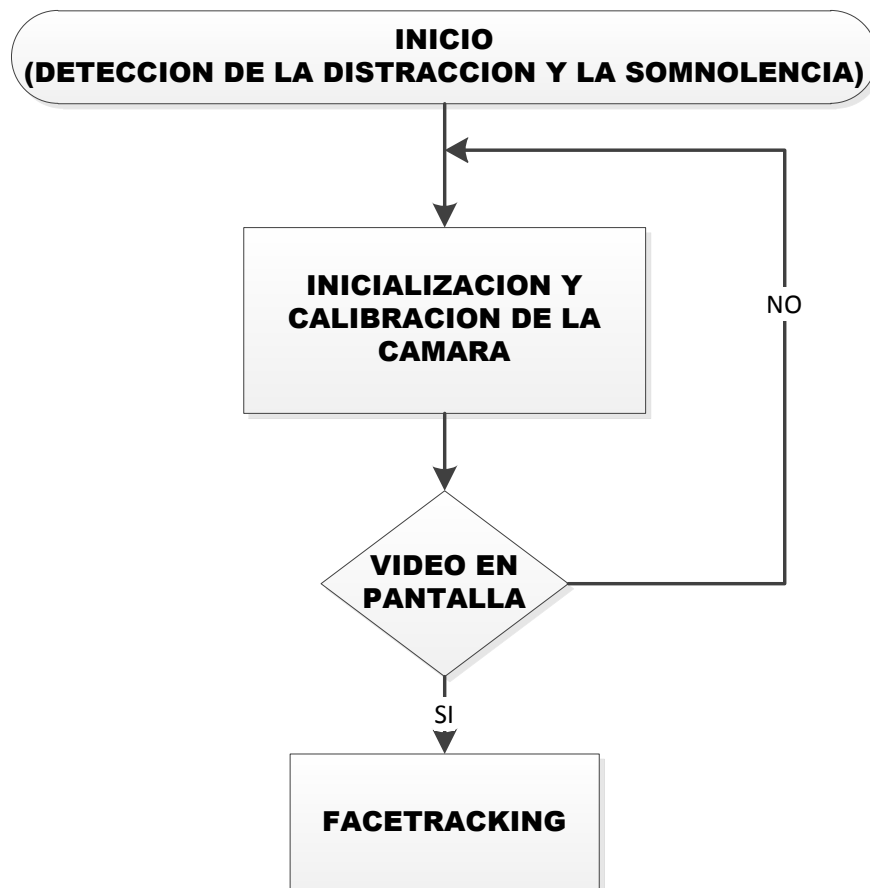 INICIO
(DETECCION DE LA DISTRACCION Y LA SOMNOLENCIA)
INICIALIZACION Y
CALIBRACION DE LA
CAMARA
NO
VIDEO EN
PANTALLA
SI
FACETRACKING